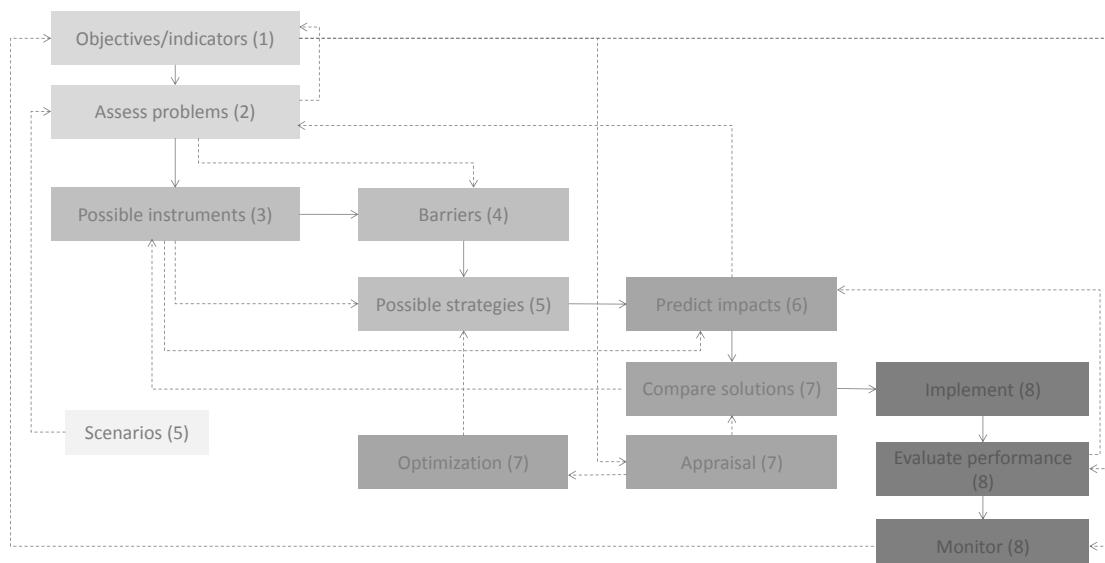 Objectives/indicators (1)
Assess problems (2)
Possible instruments (3)
Barriers (4)
Possible strategies (5)
Predict impacts (6)
Compare solutions (7)
Implement (8)
Scenarios (5)
Optimization (7)
Appraisal (7)
Evaluate performance
(8)
Monitor (8)